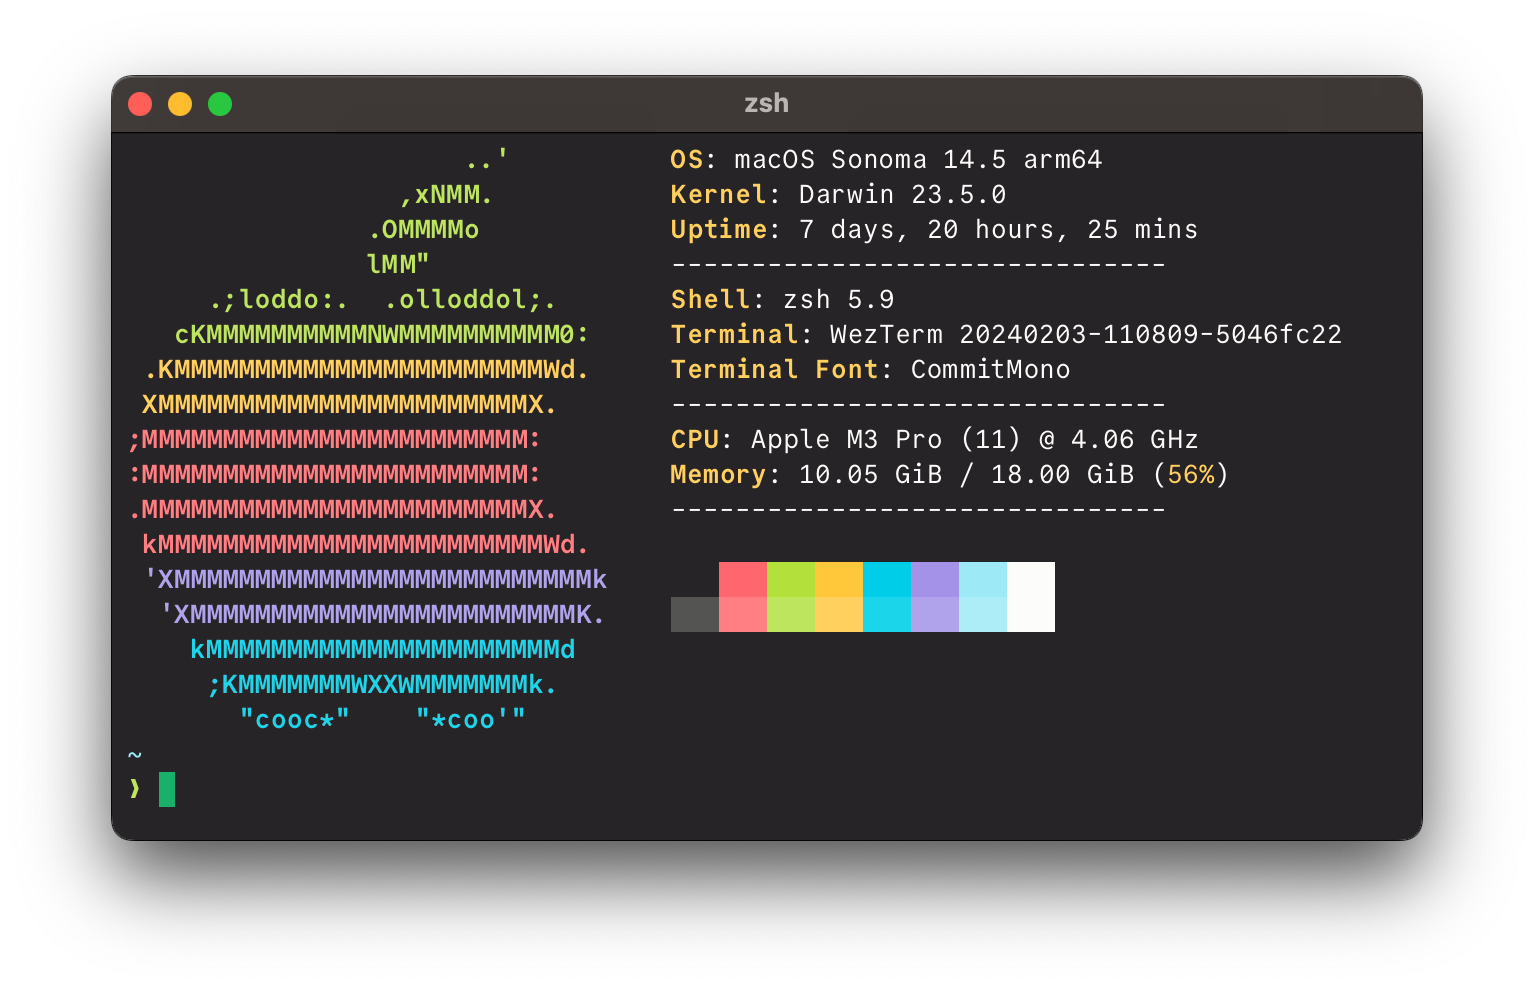 zsh
                     ..'          OS: macOS Sonoma 14.5 arm64
                 ,xNMM.           Kernel: Darwin 23.5.0
               .OMMMMo            Uptime: 7 days, 20 hours, 25 mins
               lMM"               -------------------------------
     .;loddo:.  .olloddol;.       Shell: zsh 5.9
   cKMMMMMMMMMMNWMMMMMMMMMM0:     Terminal: WezTerm 20240203-110809-5046fc22
 .KMMMMMMMMMMMMMMMMMMMMMMMWd.     Terminal Font: CommitMono
 XMMMMMMMMMMMMMMMMMMMMMMMX.       -------------------------------
;MMMMMMMMMMMMMMMMMMMMMMMM:        CPU: Apple M3 Pro (11) @ 4.06 GHz
:MMMMMMMMMMMMMMMMMMMMMMMM:        Memory: 10.05 GiB / 18.00 GiB (56%)
.MMMMMMMMMMMMMMMMMMMMMMMMX.       -------------------------------
 kMMMMMMMMMMMMMMMMMMMMMMMMWd.
 'XMMMMMMMMMMMMMMMMMMMMMMMMMMk
  'XMMMMMMMMMMMMMMMMMMMMMMMMK.
    kMMMMMMMMMMMMMMMMMMMMMMd
     ;KMMMMMMMWXXWMMMMMMMk.
       "cooc*"    "*coo'"
~
❯